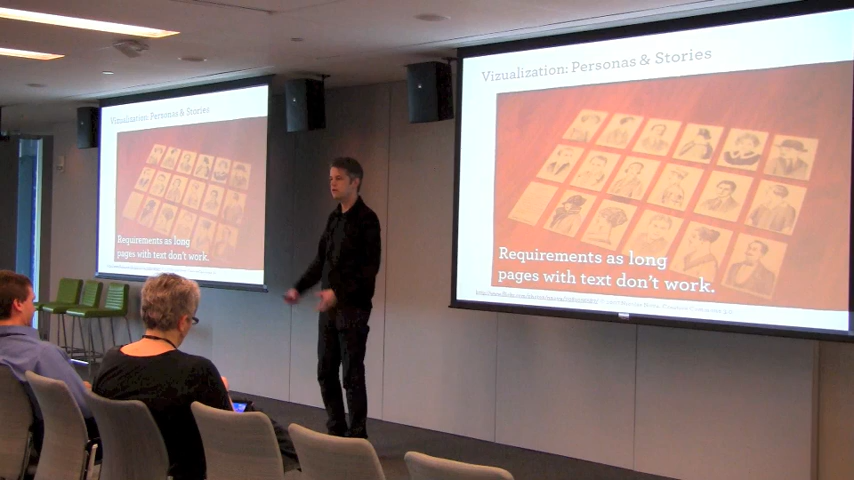 Vizualization: Personas & Stories
Requirements as long
pages with text don't work.
Vizualization: Personas & Stories
Requirements as long
pages with text don't work.